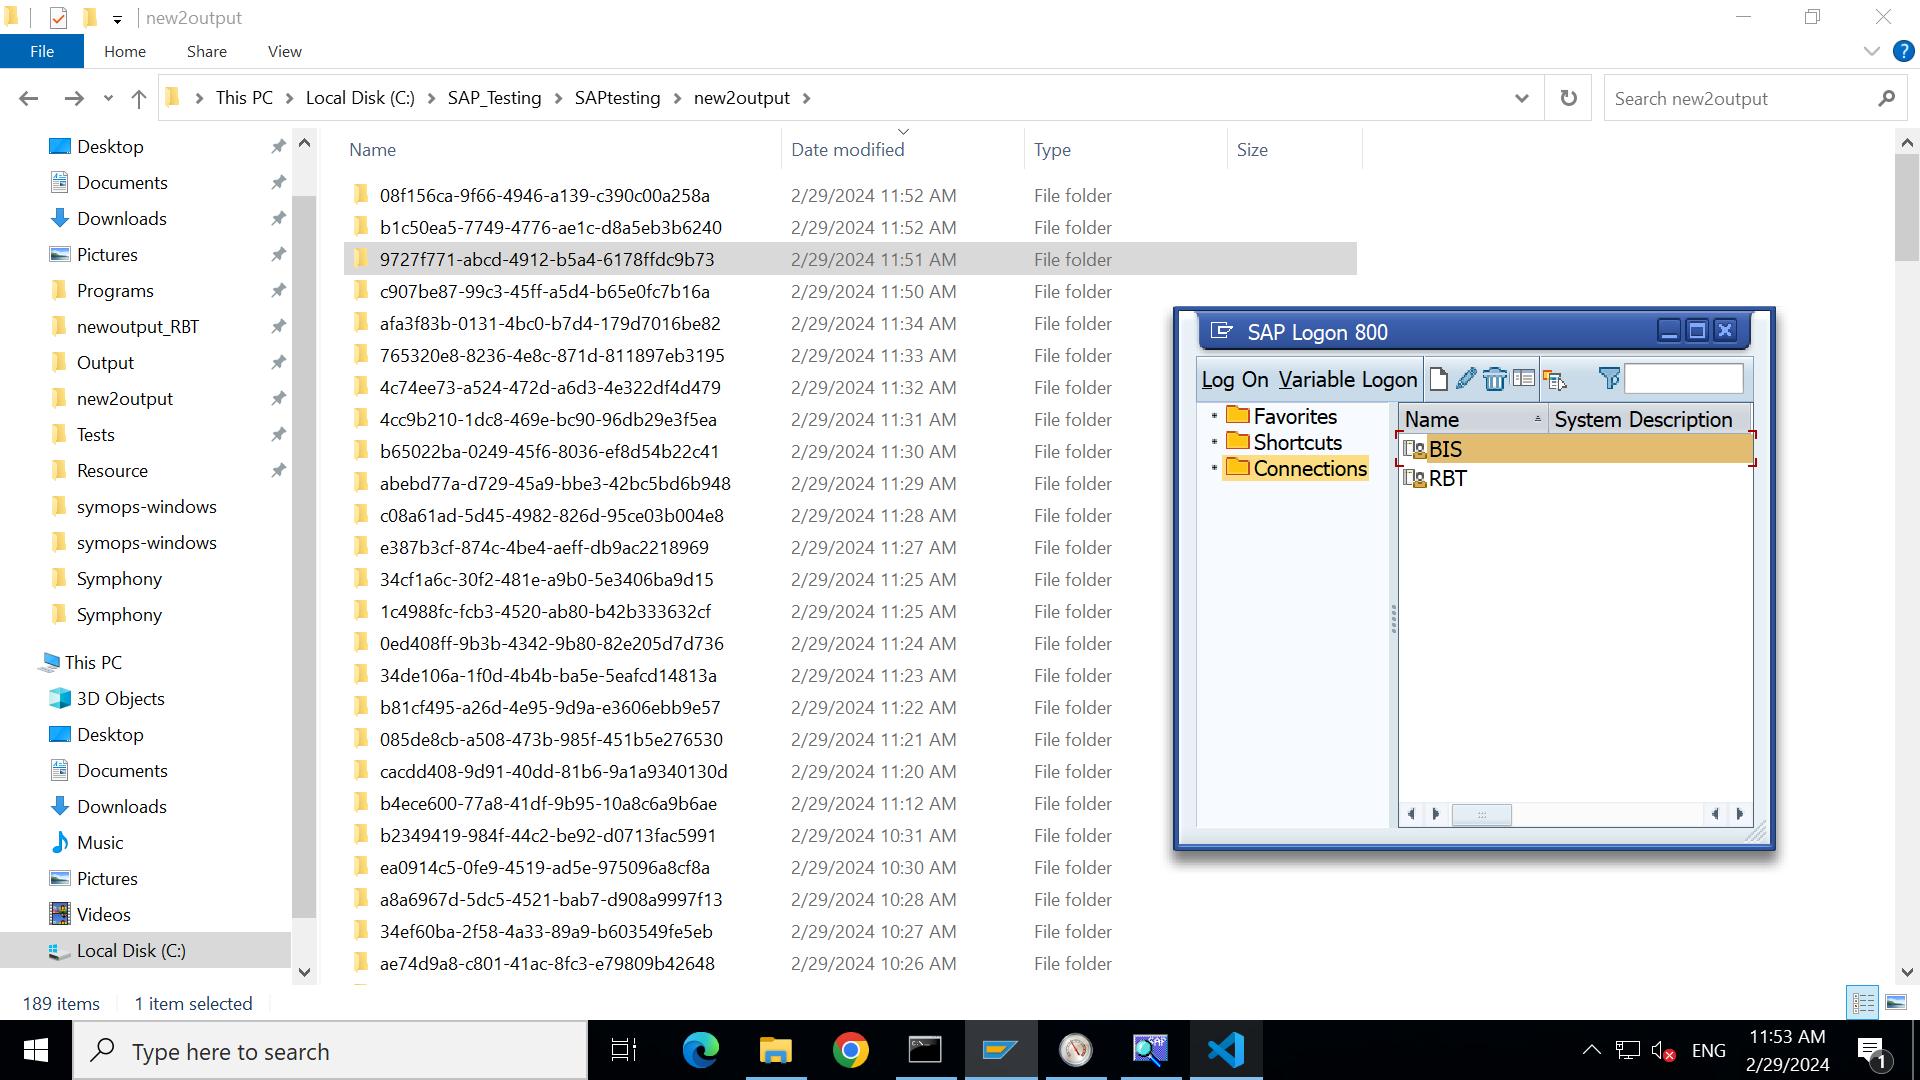 new2output
File Home Share View
This PC Local Disk (C:) SAP_Testing SAPtesting new2output
Search new2output
Desktop
Documents
Downloads
Pictures
Programs
newoutput_RBT
Output
new2output
Tests
Resource
symops-windows
symops-windows
Symphony
Symphony
This PC
3D Objects
Desktop
Documents
Downloads
Music
Pictures
Videos
Local Disk (C:)
Name Date modified Type Size
08f156ca-9f66-4946-a139-c390c00a258a 2/29/2024 11:52 AM File folder
b1c50ea5-7749-4776-ae1c-d8a5eb3b6240 2/29/2024 11:52 AM File folder
9727f771-abcd-4912-b5a4-6178ffdc9b73 2/29/2024 11:51 AM File folder
c907be87-99c3-45ff-a5d4-b65e0fc7b16a 2/29/2024 11:50 AM File folder
afa3f83b-0131-4bc0-b7d4-179d7016be82 2/29/2024 11:34 AM File folder
765320e8-8236-4e8c-871d-811897eb3195 2/29/2024 11:33 AM File folder
4c74ee73-a524-472d-a6d3-4e322df4d479 2/29/2024 11:32 AM File folder
4cc9b210-1dc8-469e-bc90-96db29e3f5ea 2/29/2024 11:31 AM File folder
b65022ba-0249-45f6-8036-ef8d54b22c41 2/29/2024 11:30 AM File folder
abebd77a-d729-45a9-bbe3-42bc5bd6b948 2/29/2024 11:29 AM File folder
c08a61ad-5d45-4982-826d-95ce03b004e8 2/29/2024 11:28 AM File folder
e387b3cf-874c-4be4-aeff-db9ac2218969 2/29/2024 11:27 AM File folder
34cf1a6c-30f2-481e-a9b0-5e3406ba9d15 2/29/2024 11:25 AM File folder
1c4988fc-fcb3-4520-ab80-b42b333632cf 2/29/2024 11:25 AM File folder
0ed408ff-9b3b-4342-9b80-82e205d7d736 2/29/2024 11:24 AM File folder
34de106a-1f0d-4b4b-ba5e-5eafcd14813a 2/29/2024 11:23 AM File folder
b81cf495-a26d-4e95-9d9a-e3606ebb9e57 2/29/2024 11:22 AM File folder
085de8cb-a508-473b-985f-451b5e276530 2/29/2024 11:21 AM File folder
cacdd408-9d91-40dd-81b6-9a1a9340130d 2/29/2024 11:20 AM File folder
b4ece600-77a8-41df-9b95-10a8c6a9b6ae 2/29/2024 11:12 AM File folder
b2349419-984f-44c2-be92-d0713fac5991 2/29/2024 10:31 AM File folder
ea0914c5-0fe9-4519-ad5e-975096a8cf8a 2/29/2024 10:30 AM File folder
a8a6967d-5dc5-4521-bab7-d908a9997f13 2/29/2024 10:28 AM File folder
34ef60ba-2f58-4a33-89a9-b603549fe5eb 2/29/2024 10:27 AM File folder
ae74d9a8-c801-41ac-8fc3-e79809b42648 2/29/2024 10:26 AM File folder
SAP Logon 800
Log On Variable Logon
Favorites
Shortcuts
Connections
Name System Description
BIS
RBT
189 items 1 item selected
Type here to search
ENG
11:53 AM
2/29/2024
1